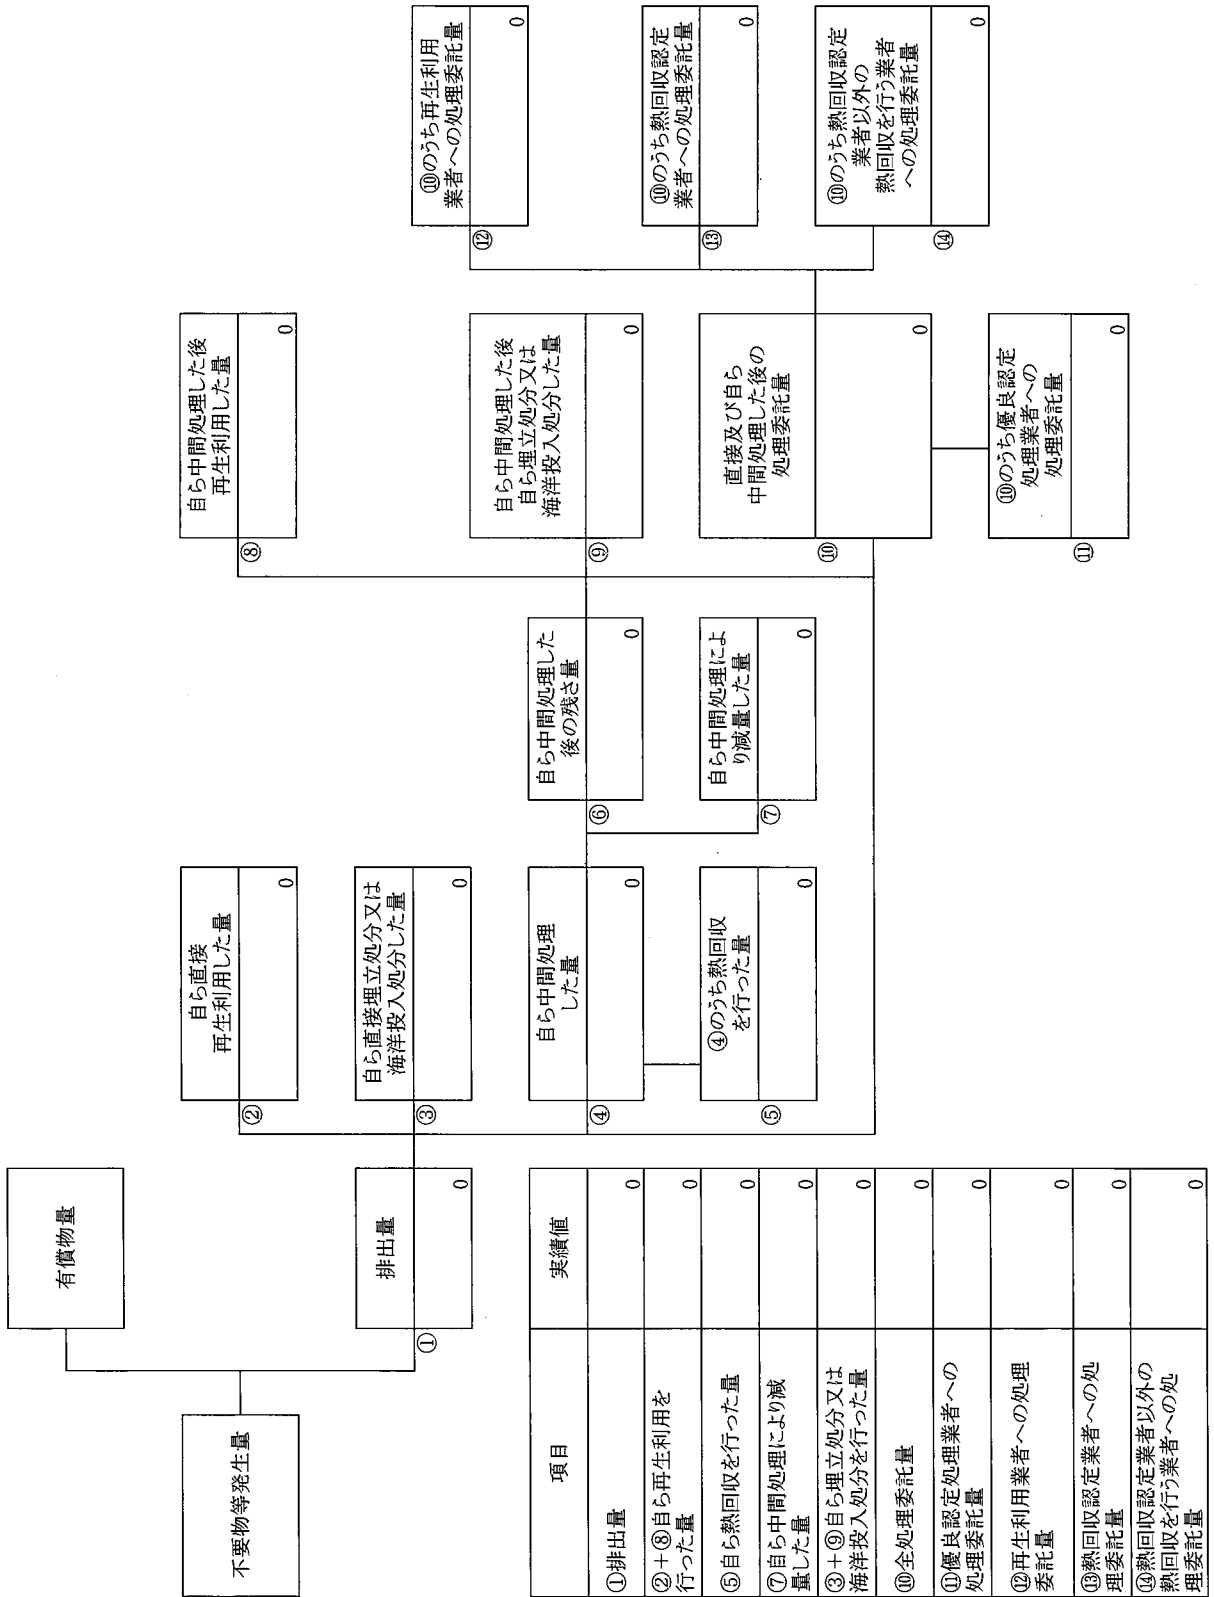 不要物等発生量
有償物量
排出量
①
0
自ら直接
再生利用した量
②
0
自ら直接埋立処分又は
海洋投入処分した量
③
0
自ら中間処理
した量
④
0
④のうち熱回収
を行った量
⑤
0
自ら中間処理した
後の残さ量
⑥
0
自ら中間処理によ
り減量した量
⑦
0
自ら中間処理した後
再生利用した量
⑧
0
自ら中間処理した後
自ら埋立処分又は
海洋投入処分した量
⑨
0
直接及び自ら
中間処理した後の
処理委託量
⑩
0
⑩のうち優良認定
処理業者への
処理委託量
⑪
0
⑩のうち再生利用
業者への処理委託量
⑫
0
⑩のうち熱回収認定
業者への処理委託量
⑬
0
⑩のうち熱回収認定
業者以外の
熱回収を行う業者
への処理委託量
⑭
0
項目 実績値
①排出量 0
②＋⑧自ら再生利用を
行った量 0
⑤自ら熱回収を行った量 0
⑦自ら中間処理により減
量した量 0
③＋⑨自ら埋立処分又は
海洋投入処分を行った量 0
⑩全処理委託量 0
⑪優良認定処理業者への
処理委託量 0
⑫再生利用業者への処理
委託量 0
⑬熱回収認定業者への処
理委託量 0
⑭熱回収認定業者以外の
熱回収を行う業者への処
理委託量 0